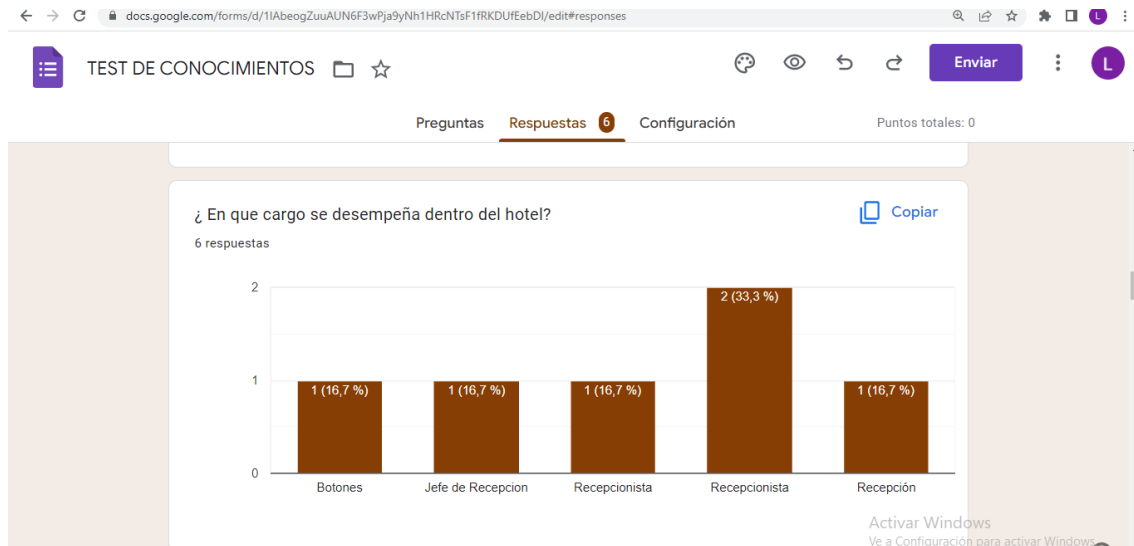 docs.google.com/forms/d/1IAbeogZuuAUN6F3wPja9yNh1HRcNTsF1fRKDUfEebDI/edit#responses
L
TEST DE CONOCIMIENTOS
Enviar
L
Preguntas Respuestas 6 Configuración Puntos totales: 0
¿ En que cargo se desempeña dentro del hotel?
Copiar
6 respuestas
2
1
0
1 (16,7 %) 1 (16,7 %) 1 (16,7 %) 2 (33,3 %) 1 (16,7 %)
Botones Jefe de Recepcion Recepcionista Recepcionista Recepción
Activar Windows
Ve a Configuración para activar Windows.